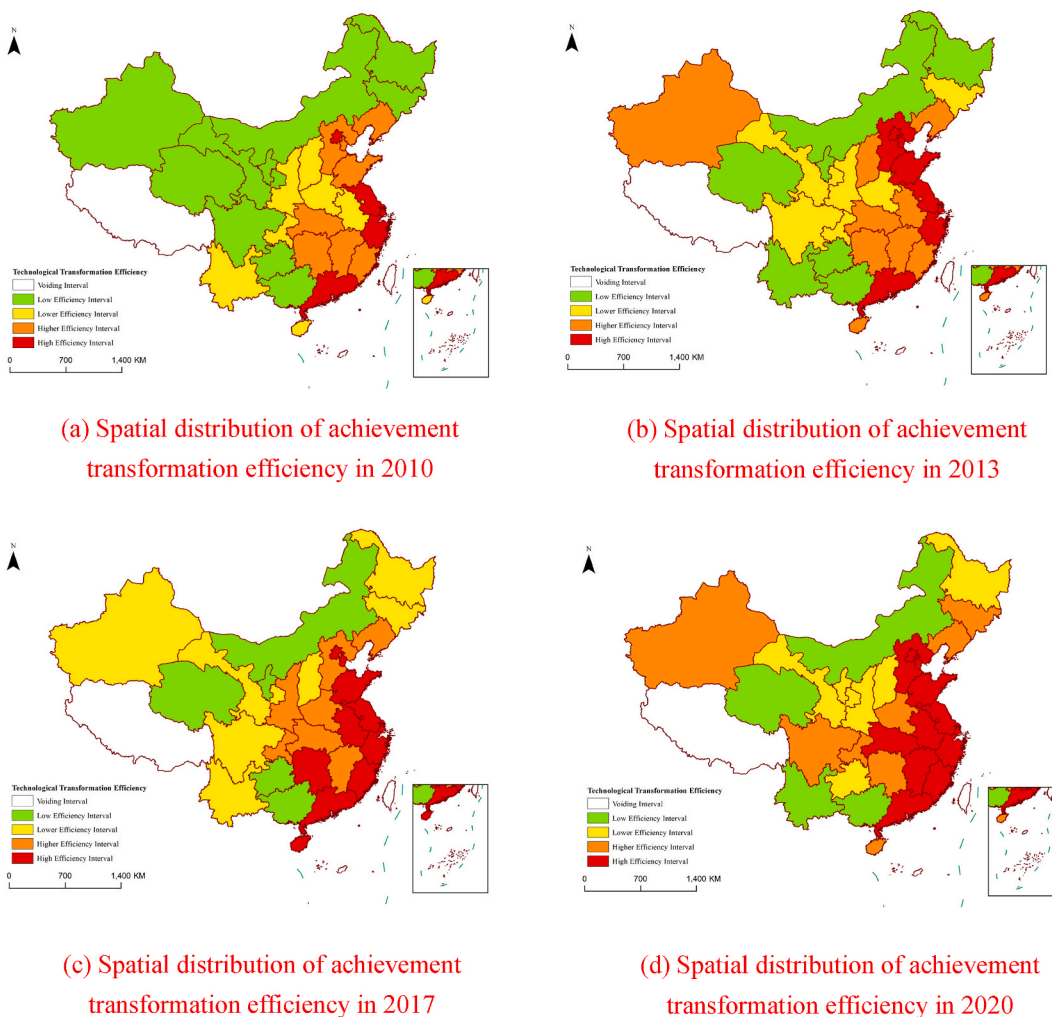 N
Technological Transformation Efficiency
Voiding Interval
Low Efficiency Interval
Lower Efficiency Interval
Higher Efficiency Interval
High Efficiency Interval
0 700 1,400 KM
(a) Spatial distribution of achievement
transformation efficiency in 2010
N
Technological Transformation Efficiency
Voiding Interval
Low Efficiency Interval
Lower Efficiency Interval
Higher Efficiency Interval
High Efficiency Interval
0 700 1,400 KM
(b) Spatial distribution of achievement
transformation efficiency in 2013
N
Technological Transformation Efficiency
Voiding Interval
Low Efficiency Interval
Lower Efficiency Interval
Higher Efficiency Interval
High Efficiency Interval
0 700 1,400 KM
(c) Spatial distribution of achievement
transformation efficiency in 2017
N
Technological Transformation Efficiency
Voiding Interval
Low Efficiency Interval
Lower Efficiency Interval
Higher Efficiency Interval
High Efficiency Interval
0 700 1,400 KM
(d) Spatial distribution of achievement
transformation efficiency in 2020